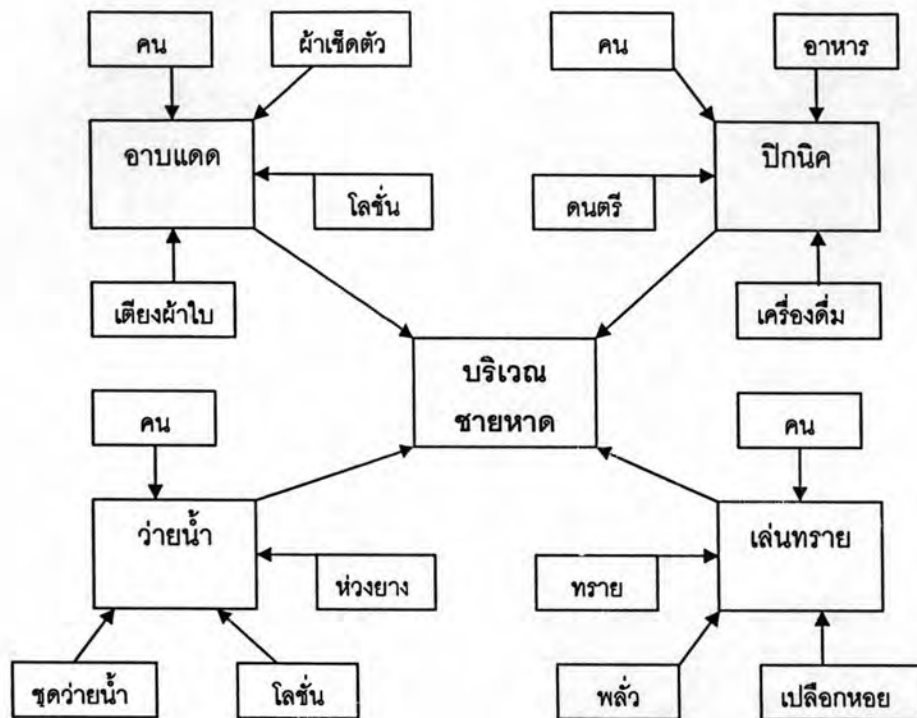 คน
ผ้าเช็ดตัว
คน
อาหาร
อาบแดด
ปิกนิค
โลชั่น
ดนตรี
เตียงผ้าใบ
เครื่องดื่ม
บริเวณ
ชายหาด
คน
คน
ว่ายน้ำ
เล่นทราย
ห่วงยาง
ทราย
ชุดว่ายน้ำ
โลชั่น
พลั่ว
เปลือกหอย